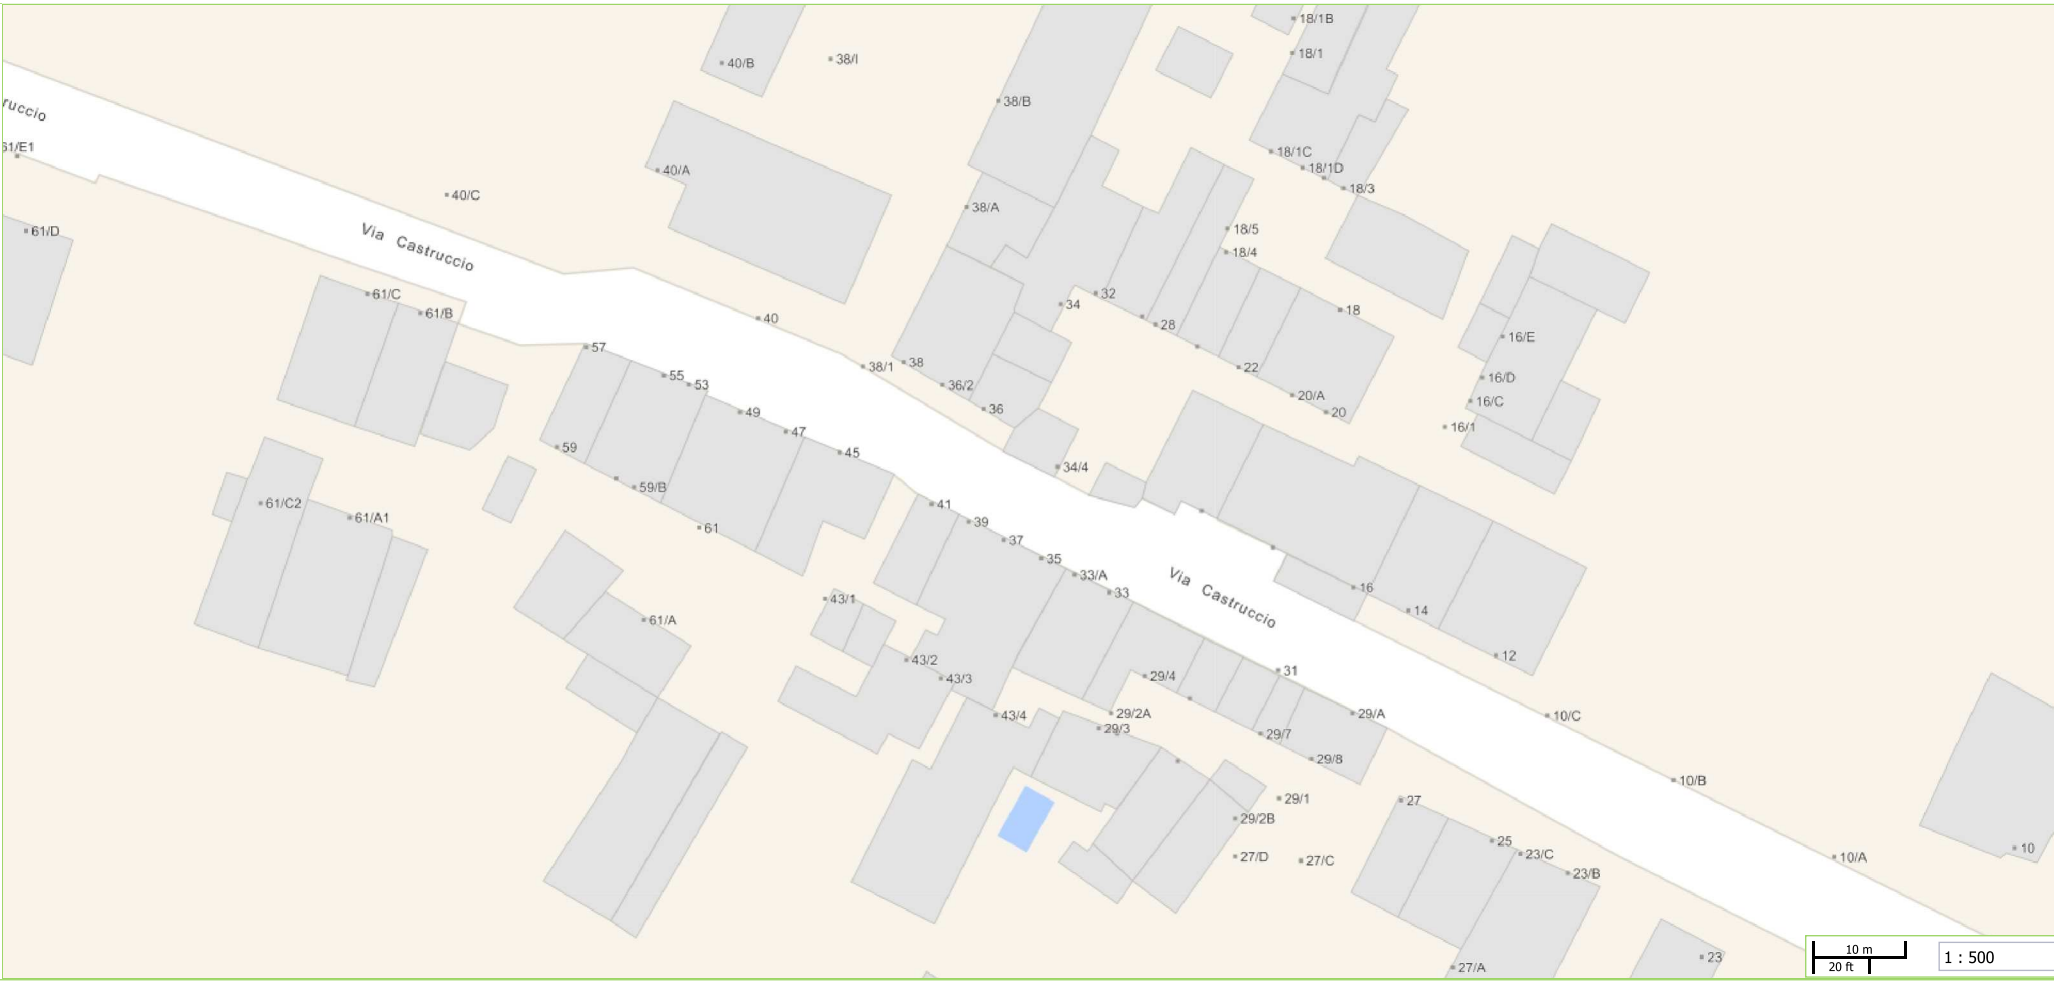 18/1B
18/1
40/B
38/I
38/B
ruccio
61/E1
18/1C
18/1D
18/3
40/A
40/C
38/A
61/D
Via Castruccio
18/5
18/4
61/C
61/B
32
34
18
40
28
57
16/E
38/1
38
22
55
53
36/2
16/D
20/A
16/C
49
36
20
47
16/1
59
45
34/4
59/B
61/C2
61/A1
41
39
61
37
35
33/A
Via Castruccio
16
33
43/1
14
61/A
12
43/2
31
29/4
43/3
29/2A
43/4
29/A
10/C
29/3
29/7
29/8
10/B
29/1
27
29/2B
25
10
27/D
27/C
23/C
10/A
23/B
23
27/A
10 m
20 ft
1 : 500